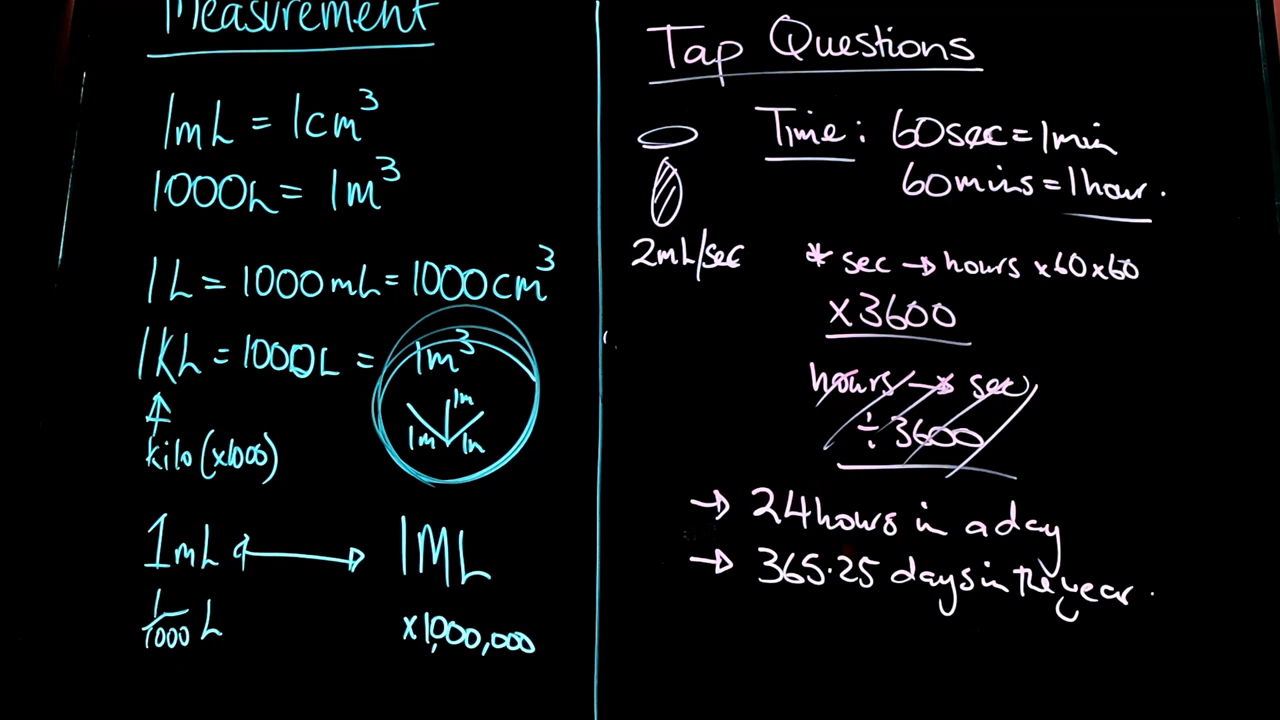 Measurement
1mL = 1cm³
1000L = 1m³
1L = 1000mL = 1000cm³
1KL = 1000L = 1m³
1m
1m 1m
kilo (x1000)
1mL ↔ 1ML
1/1000 L x1,000,000
Tap Questions
Time: 60sec = 1min
60mins = 1hour.
2mL/sec
* sec → hours x60x60
x3600
hours → sec
÷ 3600
→ 24hours in a day
→ 365.25 days in the year.